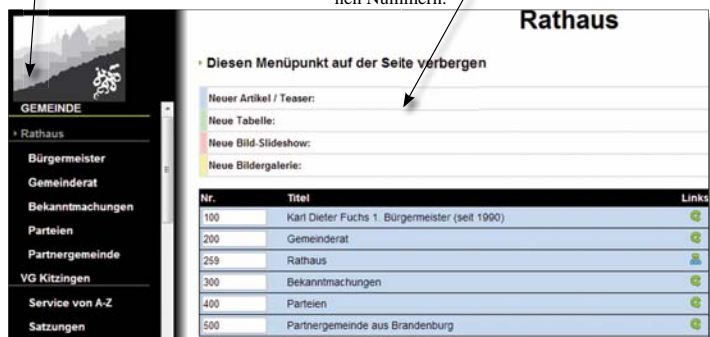 nen Nummern.
Rathaus
Diesen Menüpunkt auf der Seite verbergen
Neuer Artikel / Teaser:
Neue Tabelle:
Neue Bild-Slideshow:
Neue Bildergalerie:
Nr. Titel Links
100 Karl Dieter Fuchs 1. Bürgermeister (seit 1990)
200 Gemeinderat
259 Rathaus
300 Bekanntmachungen
400 Parteien
500 Partnergemeinde aus Brandenburg
GEMEINDE
Rathaus
Bürgermeister
Gemeinderat
Bekanntmachungen
Parteien
Partnergemeinde
VG Kitzingen
Service von A-Z
Satzungen